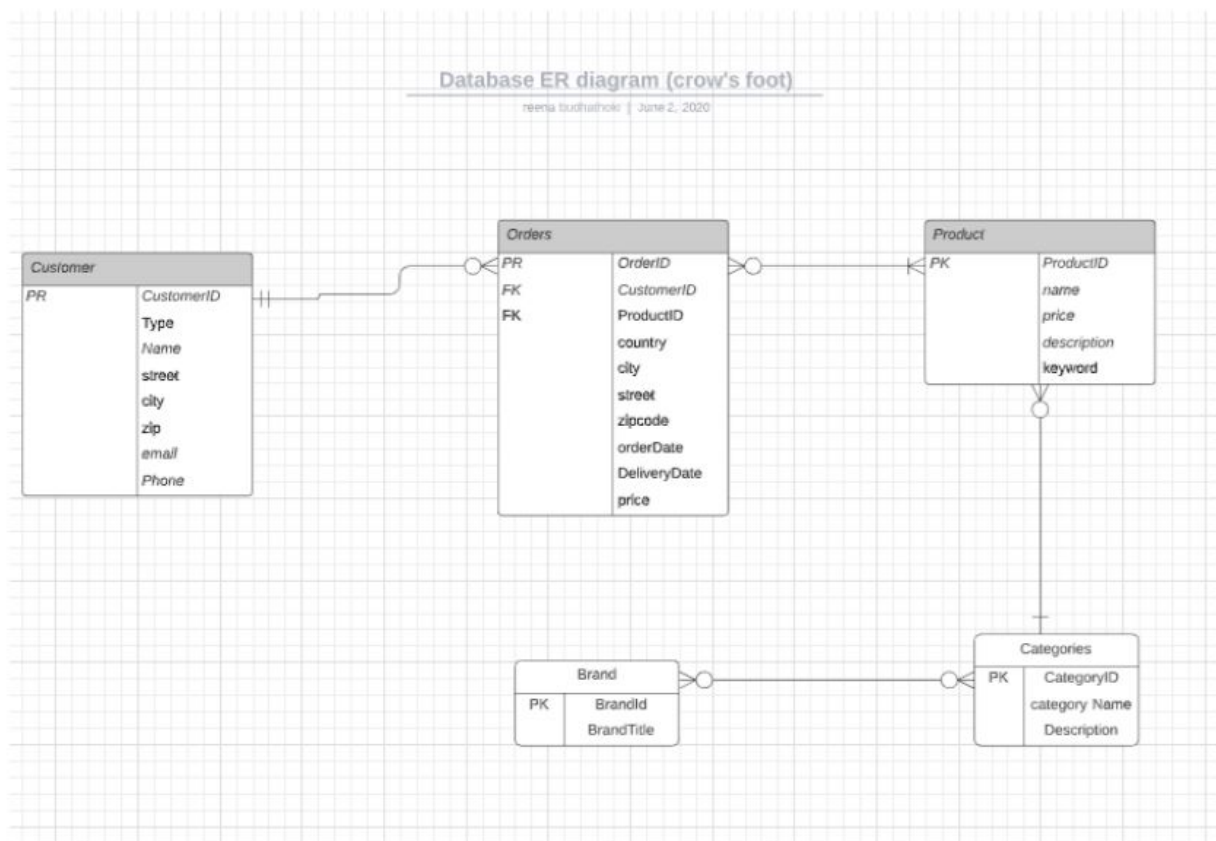 Database ER diagram (crow's foot)
reena budhathoki | June 2, 2020
Customer
PR CustomerID
Type
Name
street
city
zip
email
Phone
Orders
PR OrderID
FK CustomerID
FK ProductID
country
city
street
zipcode
orderDate
DeliveryDate
price
Product
PK ProductID
name
price
description
keyword
Brand
PK BrandId
BrandTitle
Categories
PK CategoryID
category Name
Description